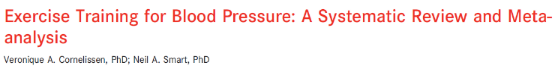 Exercise Training for Blood Pressure: A Systematic Review and Meta-
analysis
Veronique A. Cornelissen, PhD; Neil A. Smart, PhD